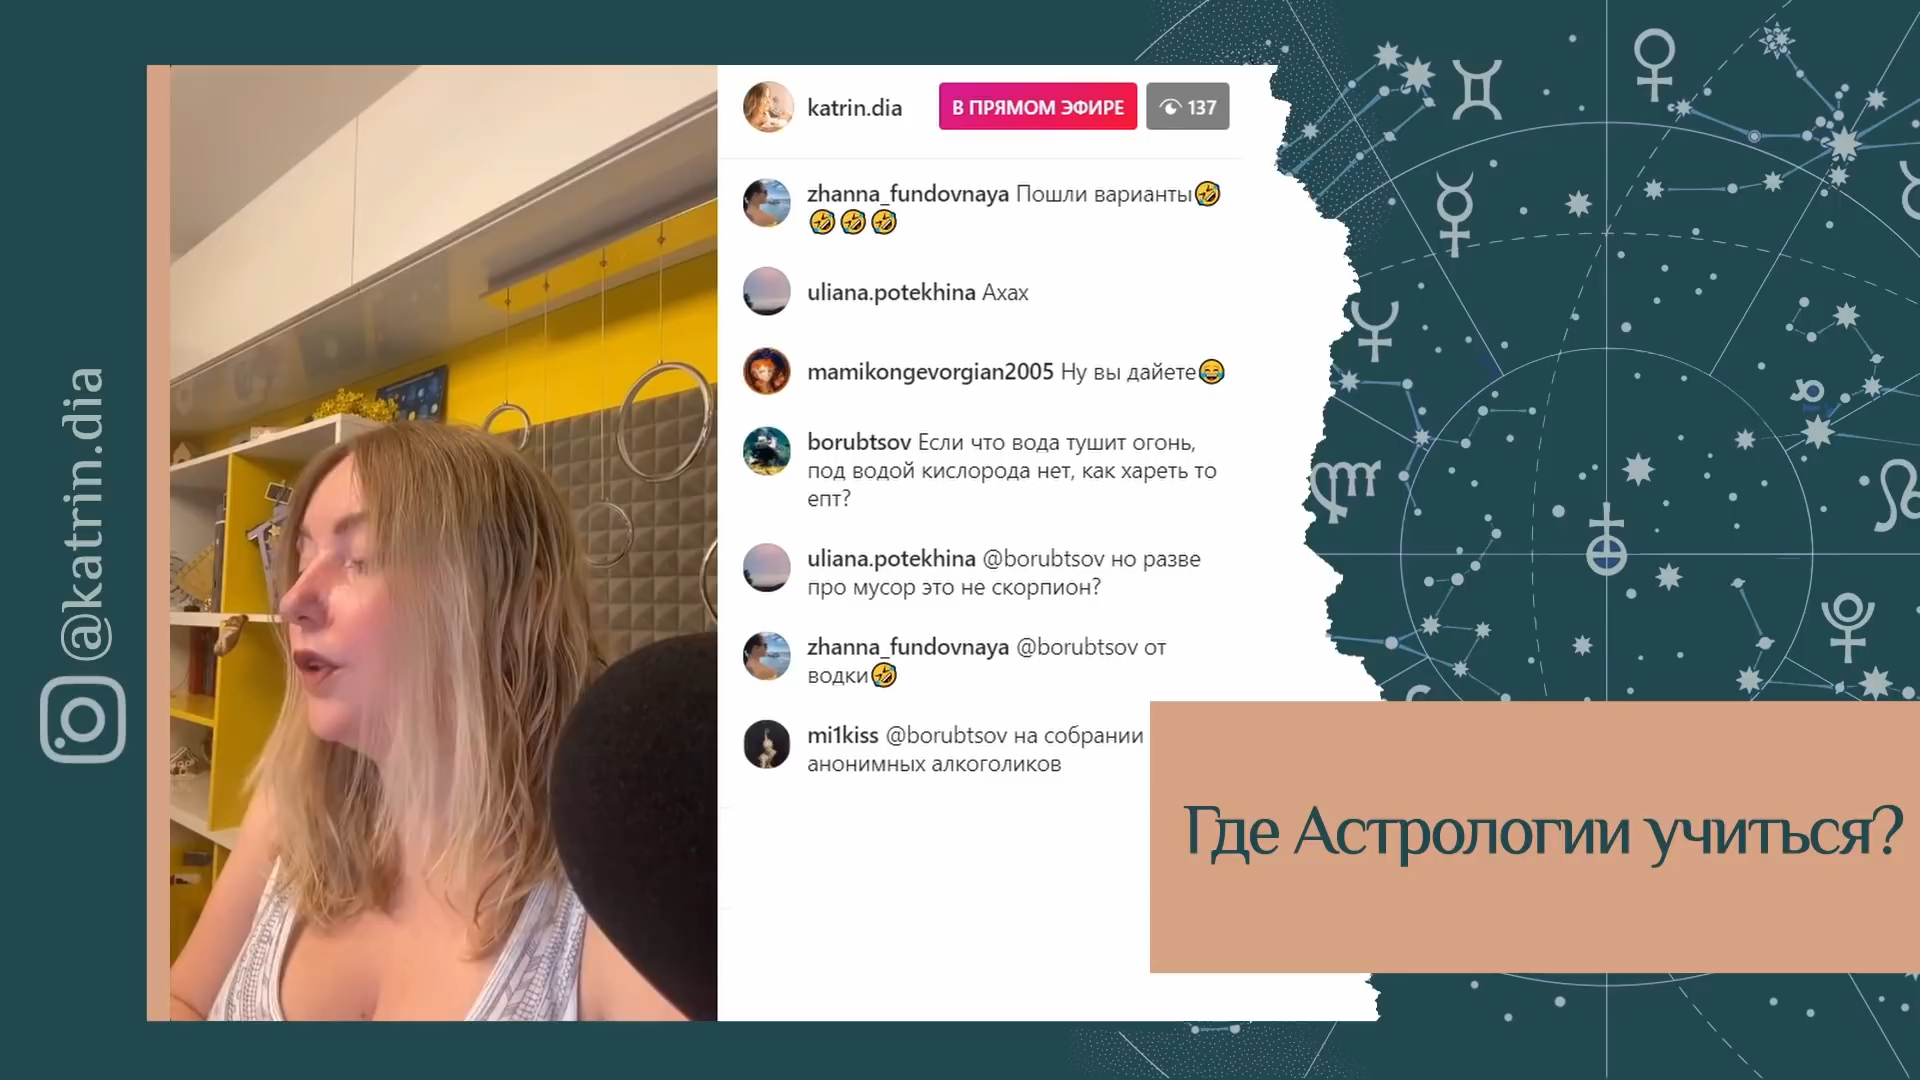 @katrin.dia
katrin.dia
В ПРЯМОМ ЭФИРЕ
137
zhanna_fundovnaya Пошли варианты🤣
🤣🤣🤣
uliana.potekhina Ахах
mamikongevorgian2005 Ну вы дайете😂
borubtsov Если что вода тушит огонь,
под водой кислорода нет, как хареть то
епт?
uliana.potekhina @borubtsov но разве
про мусор это не скорпион?
zhanna_fundovnaya @borubtsov от
водки🤣
mi1kiss @borubtsov на собрании
анонимных алкоголиков
Где Астрологии учиться?